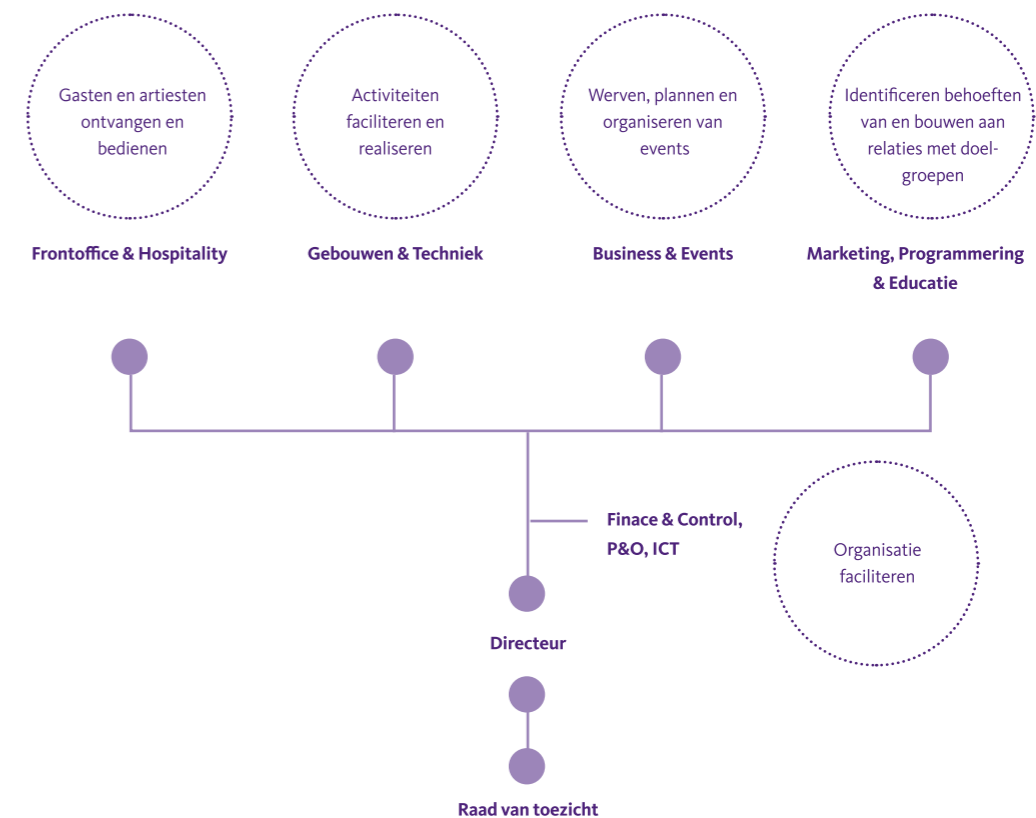 Gasten en artiesten
ontvangen en
bedienen
Activiteiten
faciliteren en
realiseren
Werven, plannen en
organiseren van
events
Identificeren behoeften
van en bouwen aan
relaties met doel-
groepen
Frontoffice & Hospitality
Gebouwen & Techniek
Business & Events
Marketing, Programmering
& Educatie
Finace & Control,
P&O, ICT
Organisatie
faciliteren
Directeur
Raad van toezicht